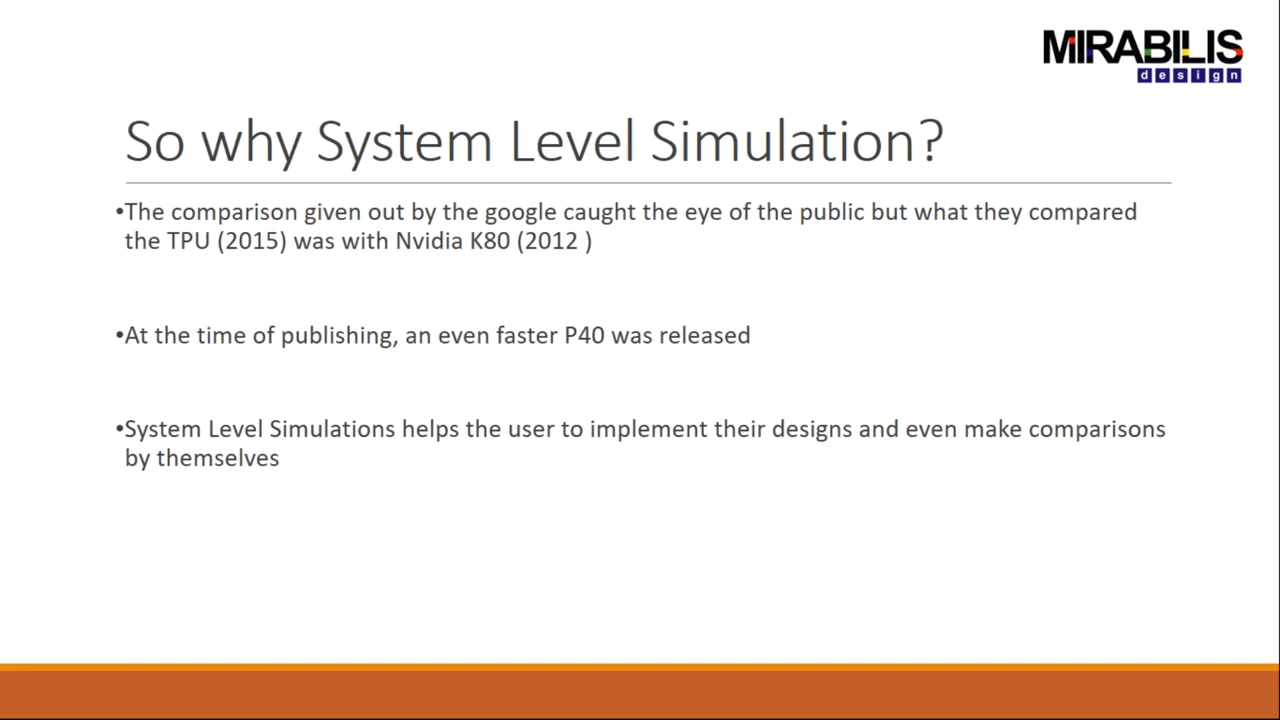 MIRABILIS
design
So why System Level Simulation?
•The comparison given out by the google caught the eye of the public but what they compared
the TPU (2015) was with Nvidia K80 (2012 )
•At the time of publishing, an even faster P40 was released
•System Level Simulations helps the user to implement their designs and even make comparisons
by themselves